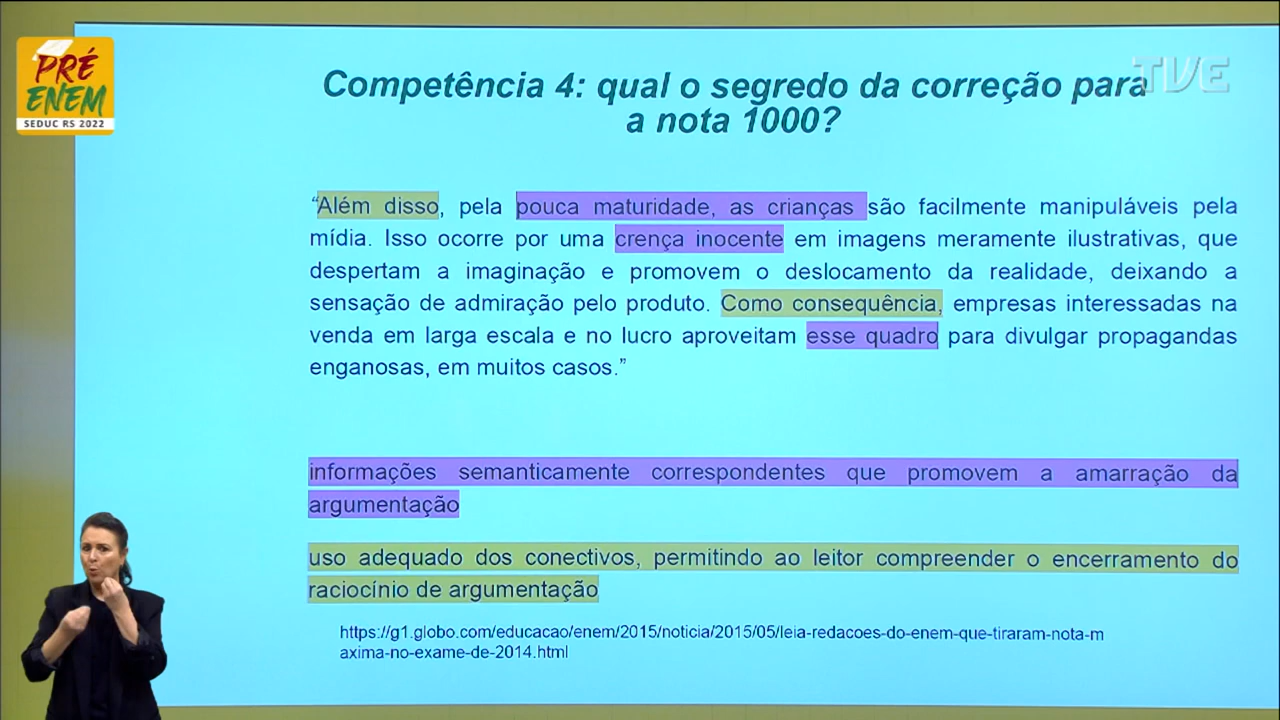 PRÉ
ENEM
SEDUC RS 2022
TVE
Competência 4: qual o segredo da correção para
a nota 1000?
“Além disso, pela pouca maturidade, as crianças são facilmente manipuláveis pela
mídia. Isso ocorre por uma crença inocente em imagens meramente ilustrativas, que
despertam a imaginação e promovem o deslocamento da realidade, deixando a
sensação de admiração pelo produto. Como consequência, empresas interessadas na
venda em larga escala e no lucro aproveitam esse quadro para divulgar propagandas
enganosas, em muitos casos.”
informações semanticamente correspondentes que promovem a amarração da
argumentação
uso adequado dos conectivos, permitindo ao leitor compreender o encerramento do
raciocínio de argumentação
https://g1.globo.com/educacao/enem/2015/noticia/2015/05/leia-redacoes-do-enem-que-tiraram-nota-m
axima-no-exame-de-2014.html